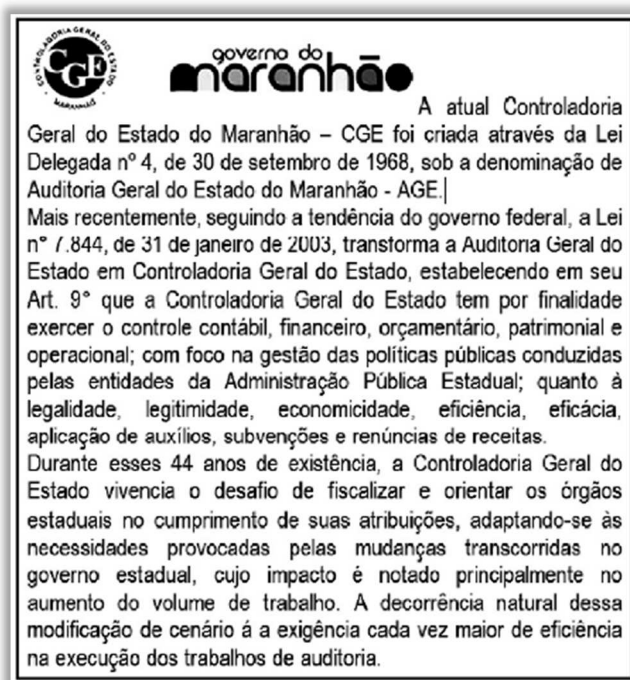 CONTROLADORIA GERAL DO ESTADO
CGE
MARANHÃO
governo do
maranhão
A atual Controladoria
Geral do Estado do Maranhão – CGE foi criada através da Lei
Delegada nº 4, de 30 de setembro de 1968, sob a denominação de
Auditoria Geral do Estado do Maranhão - AGE.
Mais recentemente, seguindo a tendência do governo federal, a Lei
n° 7.844, de 31 de janeiro de 2003, transforma a Auditoria Geral do
Estado em Controladoria Geral do Estado, estabelecendo em seu
Art. 9° que a Controladoria Geral do Estado tem por finalidade
exercer o controle contábil, financeiro, orçamentário, patrimonial e
operacional; com foco na gestão das políticas públicas conduzidas
pelas entidades da Administração Pública Estadual; quanto à
legalidade, legitimidade, economicidade, eficiência, eficácia,
aplicação de auxílios, subvenções e renúncias de receitas.
Durante esses 44 anos de existência, a Controladoria Geral do
Estado vivencia o desafio de fiscalizar e orientar os órgãos
estaduais no cumprimento de suas atribuições, adaptando-se às
necessidades provocadas pelas mudanças transcorridas no
governo estadual, cujo impacto é notado principalmente no
aumento do volume de trabalho. A decorrência natural dessa
modificação de cenário á a exigência cada vez maior de eficiência
na execução dos trabalhos de auditoria.